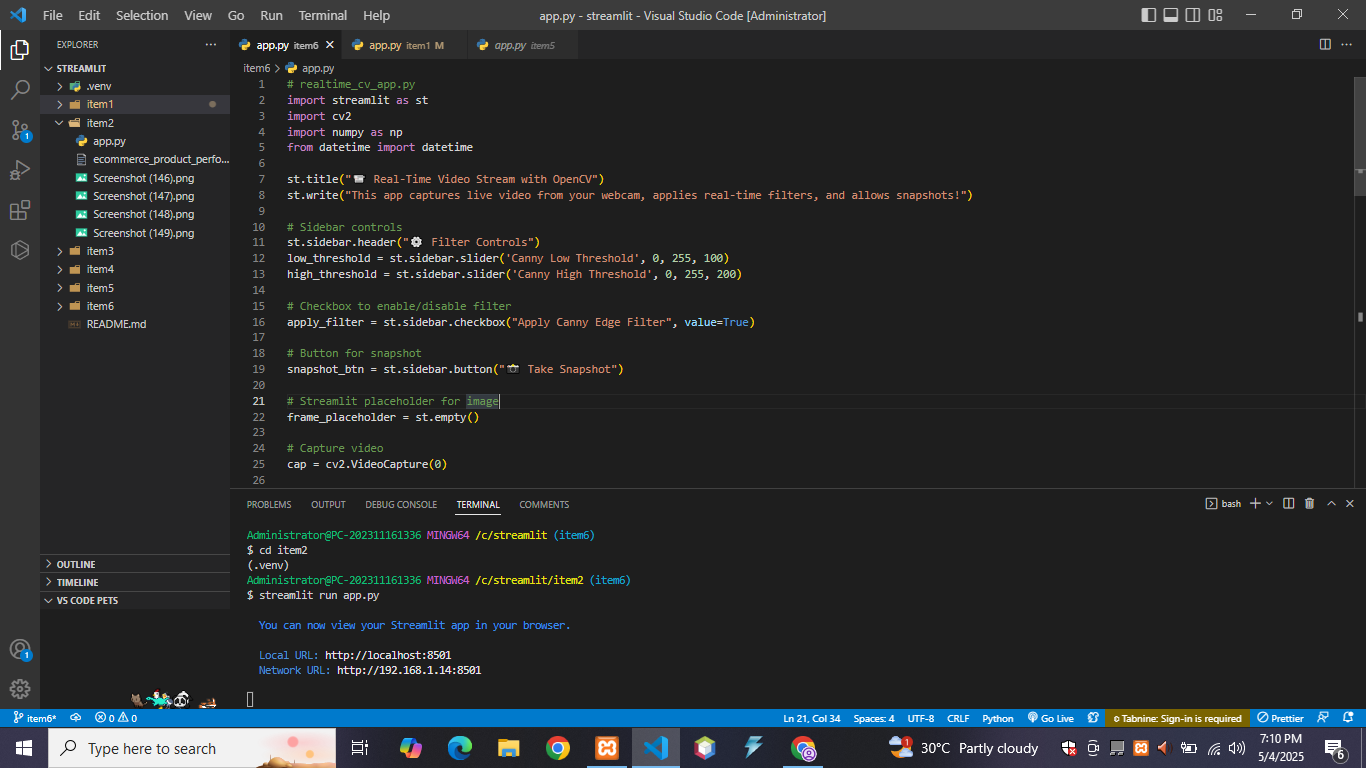 File Edit Selection View Go Run Terminal Help
app.py - streamlit - Visual Studio Code [Administrator]
EXPLORER
STREAMLIT
.venv
item1
item2
app.py
ecommerce_product_perfo...
Screenshot (146).png
Screenshot (147).png
Screenshot (148).png
Screenshot (149).png
item3
item4
item5
item6
README.md
OUTLINE
TIMELINE
VS CODE PETS
app.py item6
app.py item1 M
app.py item5
item6 > app.py
1 # realtime_cv_app.py
2 import streamlit as st
3 import cv2
4 import numpy as np
5 from datetime import datetime
6
7 st.title("📹 Real-Time Video Stream with OpenCV")
8 st.write("This app captures live video from your webcam, applies real-time filters, and allows snapshots!")
9
10 # Sidebar controls
11 st.sidebar.header("⚙️ Filter Controls")
12 low_threshold = st.sidebar.slider('Canny Low Threshold', 0, 255, 100)
13 high_threshold = st.sidebar.slider('Canny High Threshold', 0, 255, 200)
14
15 # Checkbox to enable/disable filter
16 apply_filter = st.sidebar.checkbox("Apply Canny Edge Filter", value=True)
17
18 # Button for snapshot
19 snapshot_btn = st.sidebar.button("📸 Take Snapshot")
20
21 # Streamlit placeholder for image
22 frame_placeholder = st.empty()
23
24 # Capture video
25 cap = cv2.VideoCapture(0)
26
PROBLEMS OUTPUT DEBUG CONSOLE TERMINAL COMMENTS
bash
Administrator@PC-202311161336 MINGW64 /c/streamlit (item6)
$ cd item2
(.venv)
Administrator@PC-202311161336 MINGW64 /c/streamlit/item2 (item6)
$ streamlit run app.py
You can now view your Streamlit app in your browser.
Local URL: http://localhost:8501
Network URL: http://192.168.1.14:8501
item6* 0 0
Ln 21, Col 34 Spaces: 4 UTF-8 CRLF Python Go Live Tabnine: Sign-in is required Prettier
Type here to search
30°C Partly cloudy
7:10 PM
5/4/2025
6